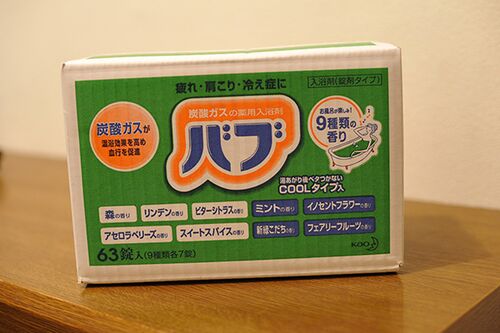 疲れ・肩こり・冷え症に
入浴剤(錠剤タイプ)
炭酸ガスが
温浴効果を高め
血行を促進
炭酸ガスの薬用入浴剤
バブ
お風呂が楽しみ!
9種類の
香り
湯あがり後ベタつかない
COOLタイプ入
森の香り
リンデンの香り
ビターシトラスの香り
ミントの香り
イノセントフラワーの香り
アセロラベリーズの香り
スイートスパイスの香り
新緑こだちの香り
フェアリーフルーツの香り
63錠入(9種類各7錠)
KAO